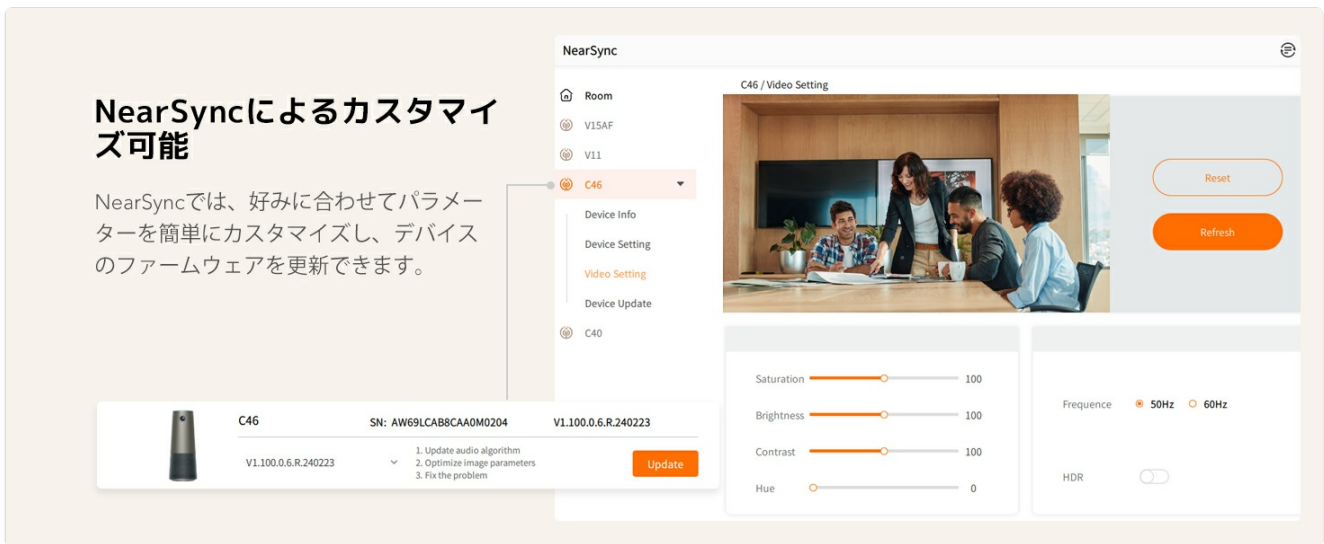 NearSyncによるカスタマイ
ズ可能
NearSyncでは、好みに合わせてパラメー
ターを簡単にカスタマイズし、デバイス
のファームウェアを更新できます。
NearSync
Room
V15AF
V11
C46
Device Info
Device Setting
Video Setting
Device Update
C40
C46 / Video Setting
Reset
Refresh
Saturation 100
Brightness 100
Contrast 100
Hue 0
Frequence 50Hz 60Hz
HDR
C46 SN: AW69LCAB8CAA0M0204 V1.100.0.6.R.240223
V1.100.0.6.R.240223
1. Update audio algorithm
2. Optimize image parameters
3. Fix the problem
Update